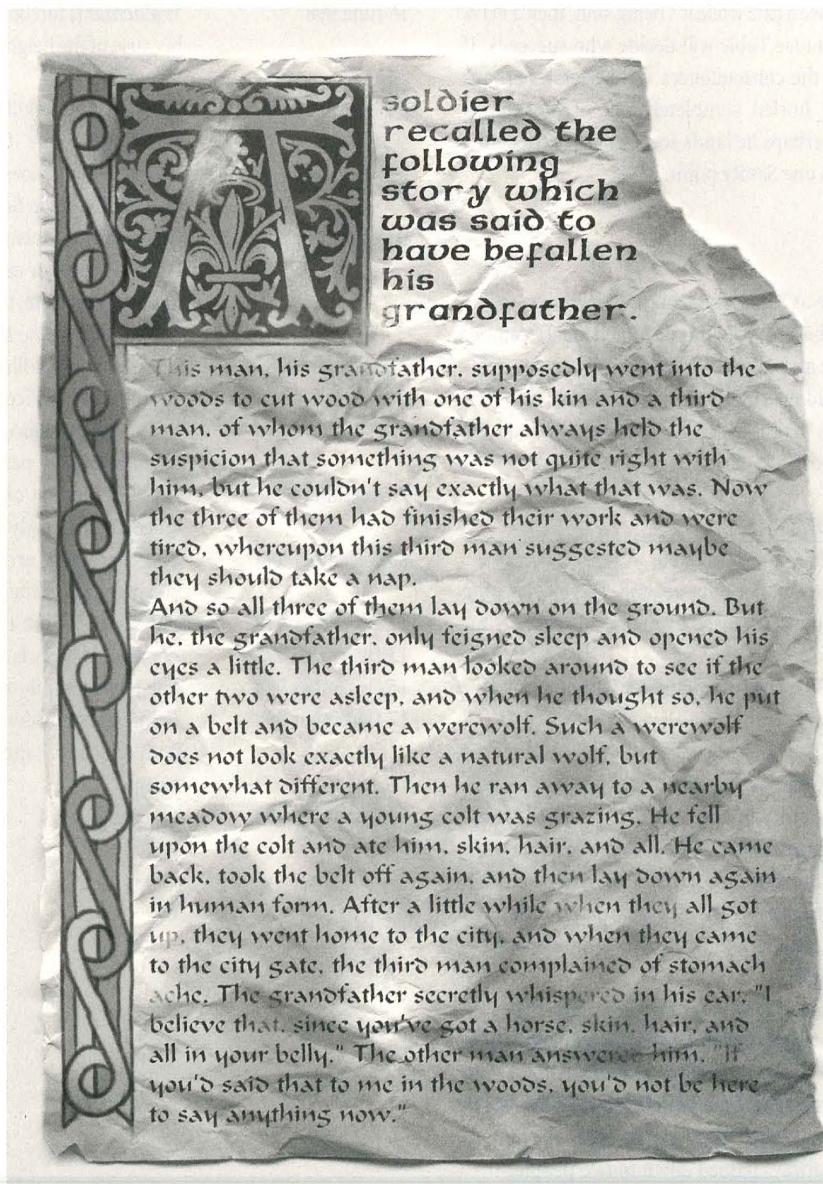 A soldier
recalled the
following
story which
was said to
have befallen
his
grandfather.
This man, his grandfather, supposedly went into the
woods to cut wood with one of his kin and a third
man, of whom the grandfather always held the
suspicion that something was not quite right with
him, but he couldn't say exactly what that was. Now
the three of them had finished their work and were
tired, whereupon this third man suggested maybe
they should take a nap.
And so all three of them lay down on the ground. But
he, the grandfather, only feigned sleep and opened his
eyes a little. The third man looked around to see if the
other two were asleep, and when he thought so, he put
on a belt and became a werewolf. Such a werewolf
does not look exactly like a natural wolf, but
somewhat different. Then he ran away to a nearby
meadow where a young colt was grazing. He fell
upon the colt and ate him, skin, hair, and all. He came
back, took the belt off again, and then lay down again
in human form. After a little while when they all got
up, they went home to the city, and when they came
to the city gate, the third man complained of stomach
ache. The grandfather secretly whispered in his ear, "I
believe that, since you've got a horse, skin, hair, and
all in your belly." The other man answered him, "If
you'd said that to me in the woods, you'd not be here
to say anything now."